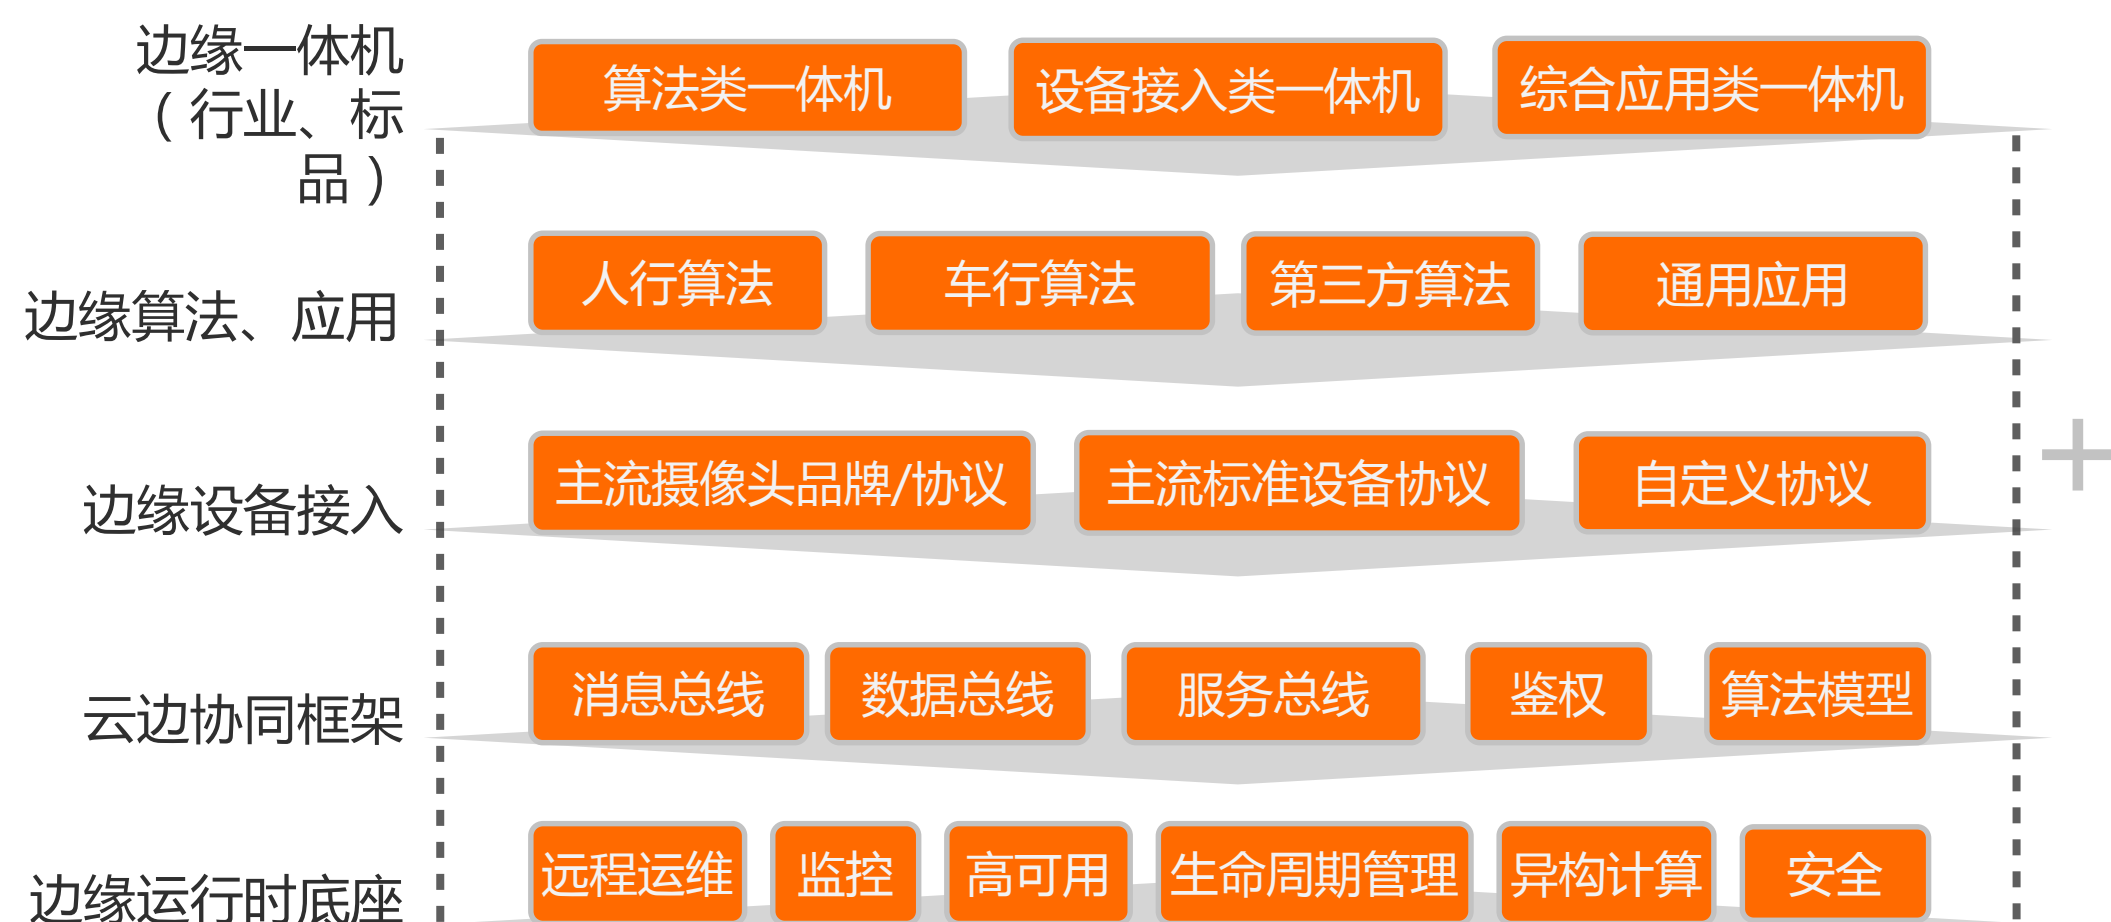 边缘一体机
（行业、标
品）
算法类一体机
设备接入类一体机
综合应用类一体机
边缘算法、应用
人行算法
车行算法
第三方算法
通用应用
边缘设备接入
主流摄像头品牌/协议
主流标准设备协议
自定义协议
云边协同框架
消息总线
数据总线
服务总线
鉴权
算法模型
边缘运行时底座
远程运维
监控
高可用
生命周期管理
异构计算
安全